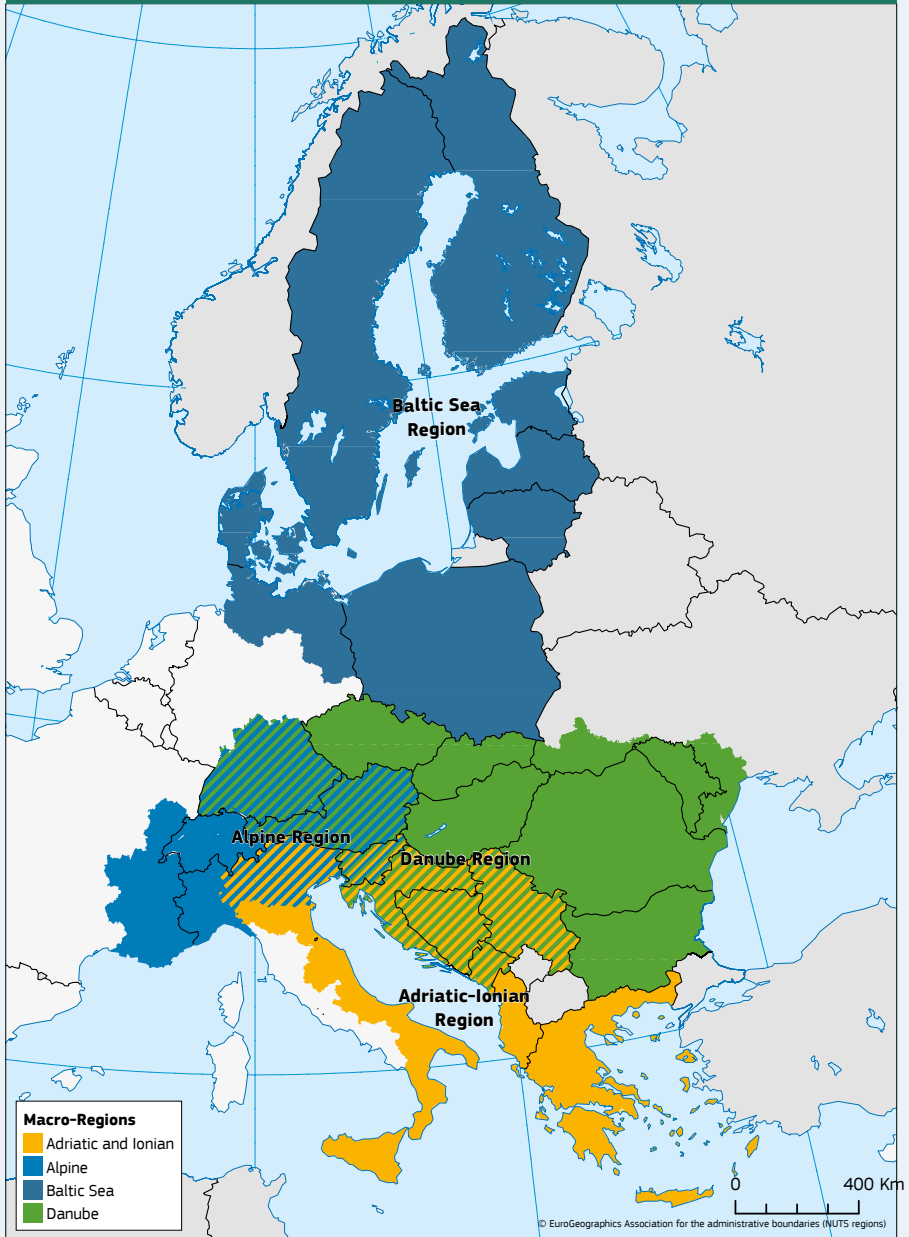 Baltic Sea
Region
Alpine Region
Danube Region
Adriatic-Ionian
Region
Macro-Regions
Adriatic and Ionian
Alpine
Baltic Sea
Danube
0 400 Km
© EuroGeographics Association for the administrative boundaries (NUTS regions)